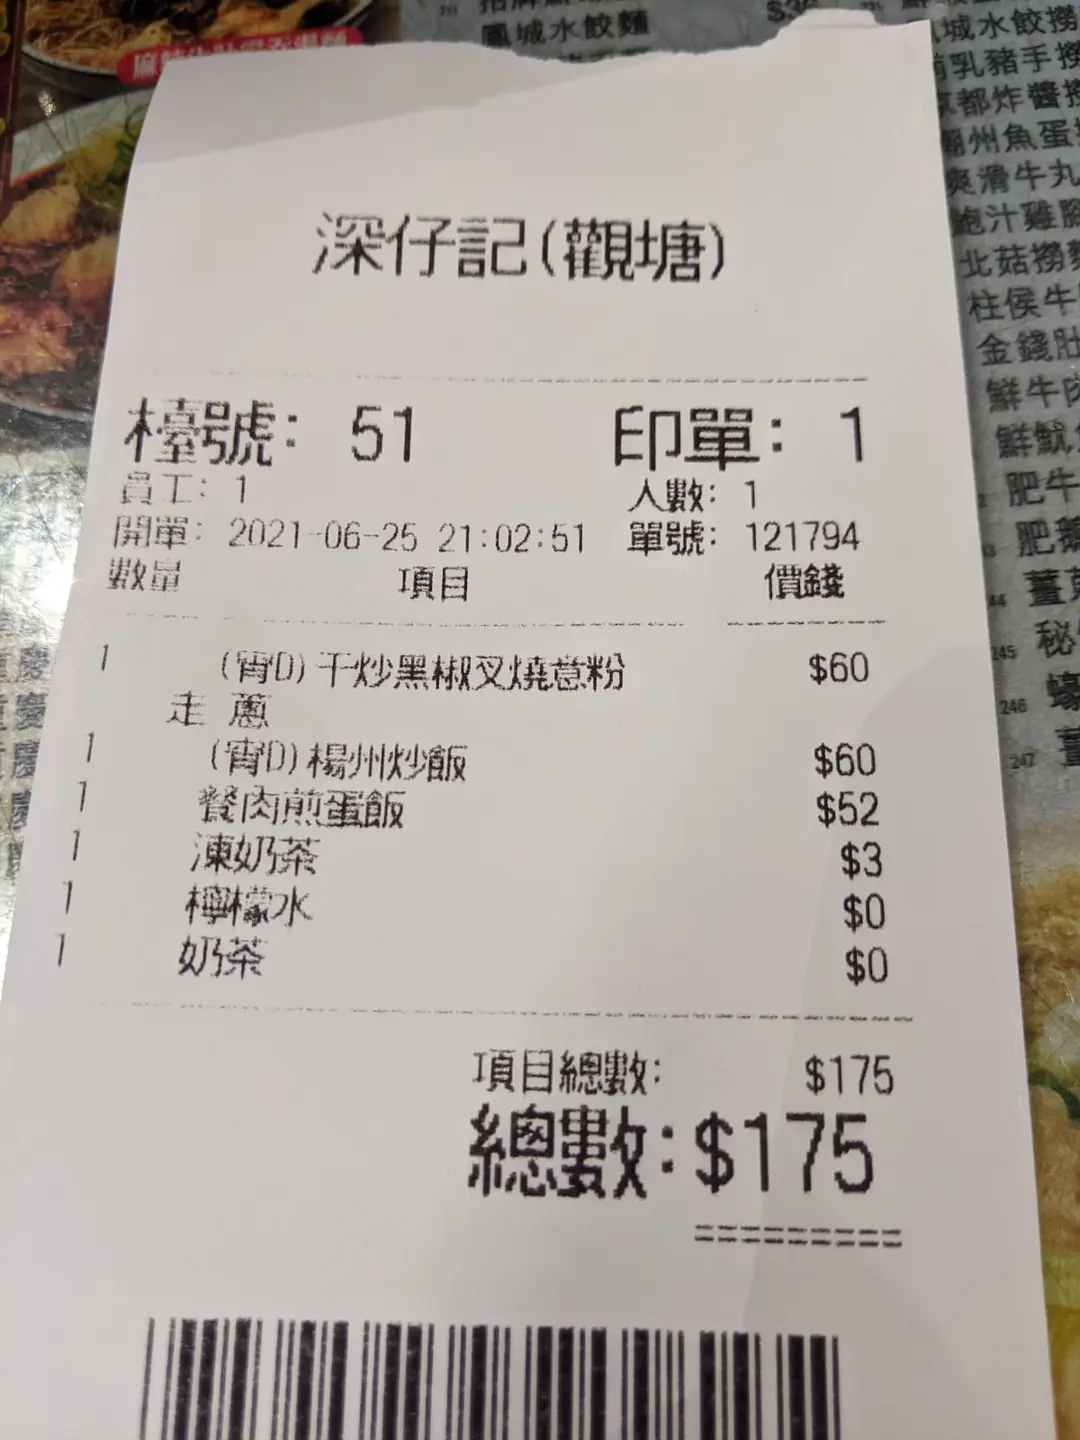 鳳城水餃麵
$36
城水餃撈
乳豬手撈
京都炸醬撈
潮州魚蛋
爽滑牛丸
鮑汁雞腳
北菇撈麵
柱侯牛
金錢肚
鮮牛肉
鮮魷
肥牛
肥鵝
44 薑
245 秘
246 蠔
247 薑
深仔記(觀塘)
檯號: 51 印單: 1
員工: 1 人數: 1
開單: 2021-06-25 21:02:51 單號: 121794
數量 項目 價錢
1 (宵D) 干炒黑椒叉燒意粉 $60
走 蔥
1 (宵D) 楊州炒飯 $60
1 餐肉煎蛋飯 $52
1 凍奶茶 $3
1 檸檬水 $0
1 奶茶 $0
項目總數: $175
總數: $175
=========